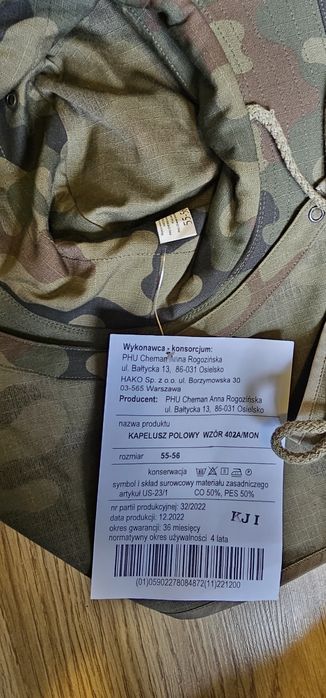 55-55
Wykonawca - konsorcjum:
PHU Cheman Anna Rogozińska
ul. Bałtycka 13, 86-031 Osielsko
HAKO Sp. z o.o. ul. Borzymowska 30
03-565 Warszawa
Producent: PHU Cheman Anna Rogozińska
ul. Bałtycka 13, 86-031 Osielsko
nazwa produktu
KAPELUSZ POLOWY WZÓR 402A/MON
rozmiar 55-56
konserwacja
symbol i skład surowcowy materiału zasadniczego
artykuł US-23/1 CO 50%, PES 50%
nr partii produkcyjnej: 32/2022
data produkcji: 12.2022
okres gwarancji: 36 miesięcy
normatywny okres używalności 4 lata
KJI
(01)05902278084872(11)221200